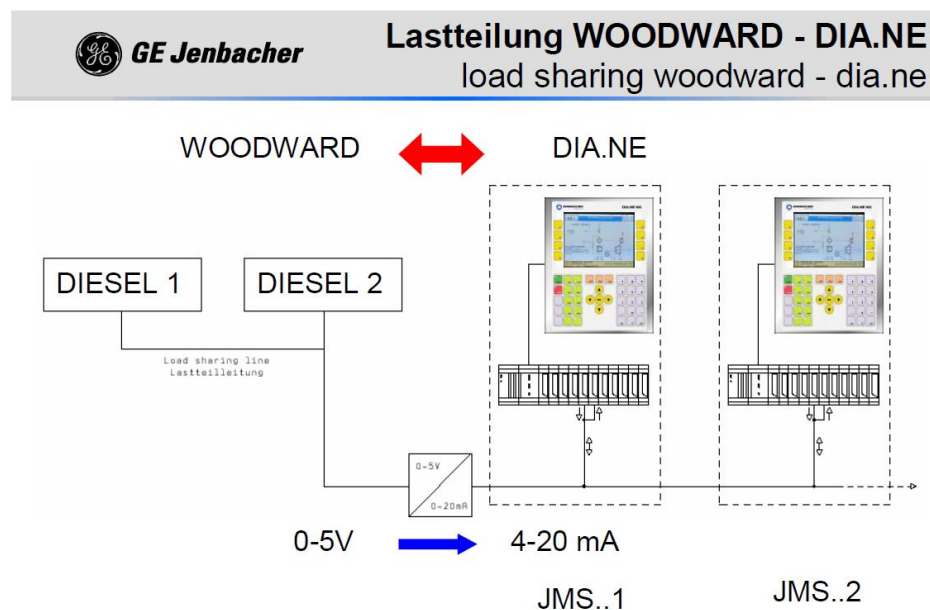 GE Jenbacher
Lastteilung WOODWARD - DIA.NE
load sharing woodward - dia.ne
WOODWARD
DIA.NE
DIESEL 1
DIESEL 2
Load sharing line
Lastteilleitung
0-5V
0-20mA
0-5V
4-20 mA
JMS..1
JMS..2